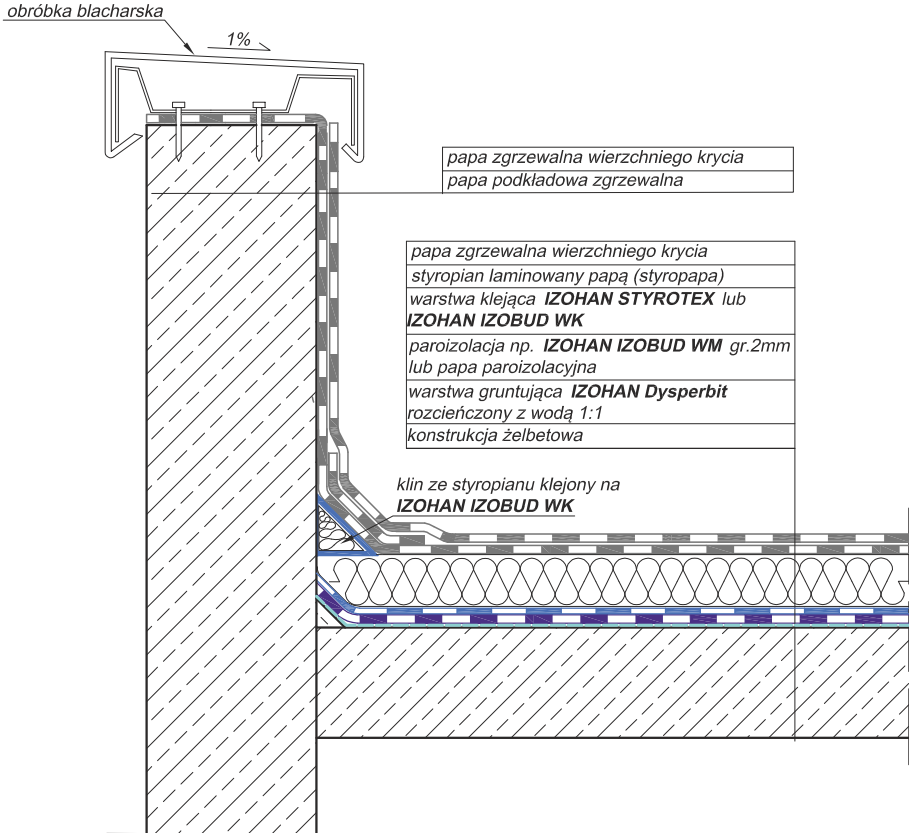 obróbka blacharska
1%
papa zgrzewalna wierzchniego krycia
papa podkładowa zgrzewalna
papa zgrzewalna wierzchniego krycia
styropian laminowany papą (styropapa)
warstwa klejąca IZOHAN STYROTEX lub
IZOHAN IZOBUD WK
paroizolacja np. IZOHAN IZOBUD WM gr.2mm
lub papa paroizolacyjna
warstwa gruntująca IZOHAN Dysperbit
rozcieńczony z wodą 1:1
konstrukcja żelbetowa
klin ze styropianu klejony na
IZOHAN IZOBUD WK